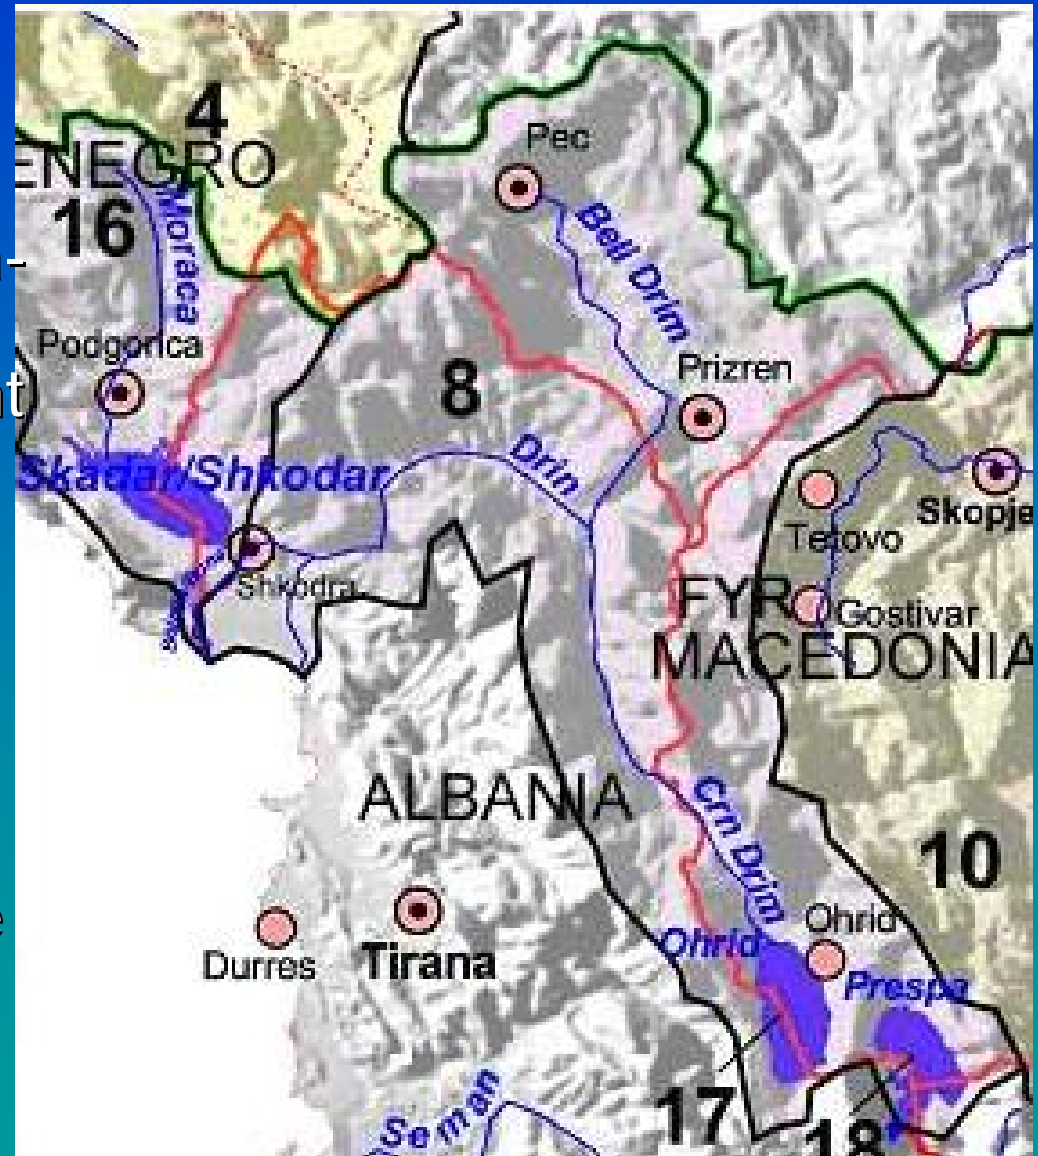 Pec
4
ENEGRO
16
Moraca
Beli Drim
Podgorica
Prizren
8
Drin
Skadar/Shkodar
Skopje
Tetovo
Shkodra
FYR
Gostivar
MACEDONIA
ALBANIA
Crn Drim
10
Ohrid
Durres
Tirana
Ohrid
Prespa
17
18
Seman